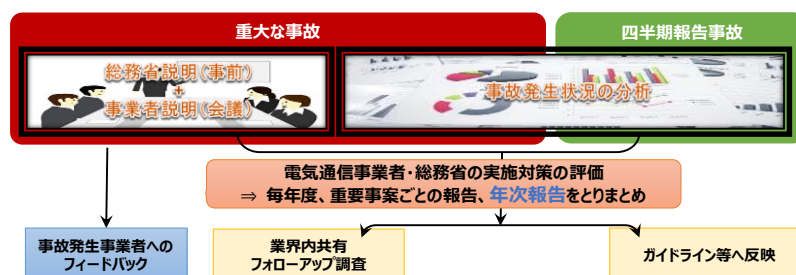 重大な事故
四半期報告事故
総務省説明(事前)
+
事業者説明(会議)
事故発生状況の分析
電気通信事業者・総務省の実施対策の評価
⇒ 毎年度、重要事案ごとの報告、年次報告をとりまとめ
事故発生事業者への
フィードバック
業界内共有
フォローアップ調査
ガイドライン等へ反映